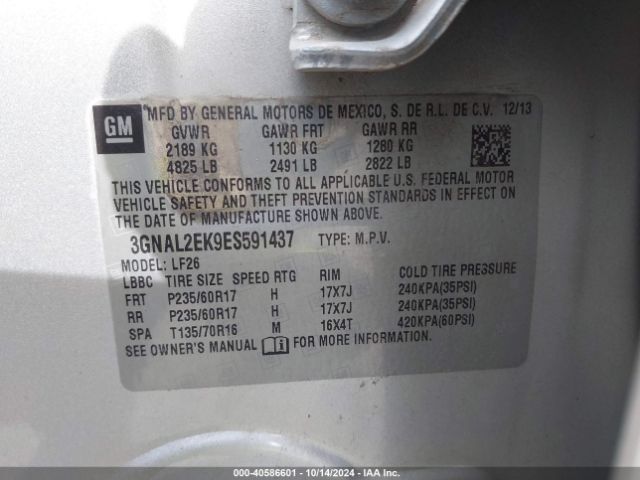 GM
MFD BY GENERAL MOTORS DE MEXICO, S. DE R.L. DE C.V. 12/13
GVWR GAWR FRT GAWR RR
2189 KG 1130 KG 1280 KG
4825 LB 2491 LB 2822 LB
THIS VEHICLE CONFORMS TO ALL APPLICABLE U.S. FEDERAL MOTOR
VEHICLE SAFETY AND THEFT PREVENTION STANDARDS IN EFFECT ON
THE DATE OF MANUFACTURE SHOWN ABOVE.
3GNAL2EK9ES591437 TYPE: M.P.V.
MODEL: LF26
LBBC TIRE SIZE SPEED RTG RIM COLD TIRE PRESSURE
FRT P235/60R17 H 17X7J 240KPA(35PSI)
RR P235/60R17 H 17X7J 240KPA(35PSI)
SPA T135/70R16 M 16X4T 420KPA(60PSI)
SEE OWNER'S MANUAL i FOR MORE INFORMATION.
000-40586601 - 10/14/2024 - IAA Inc.